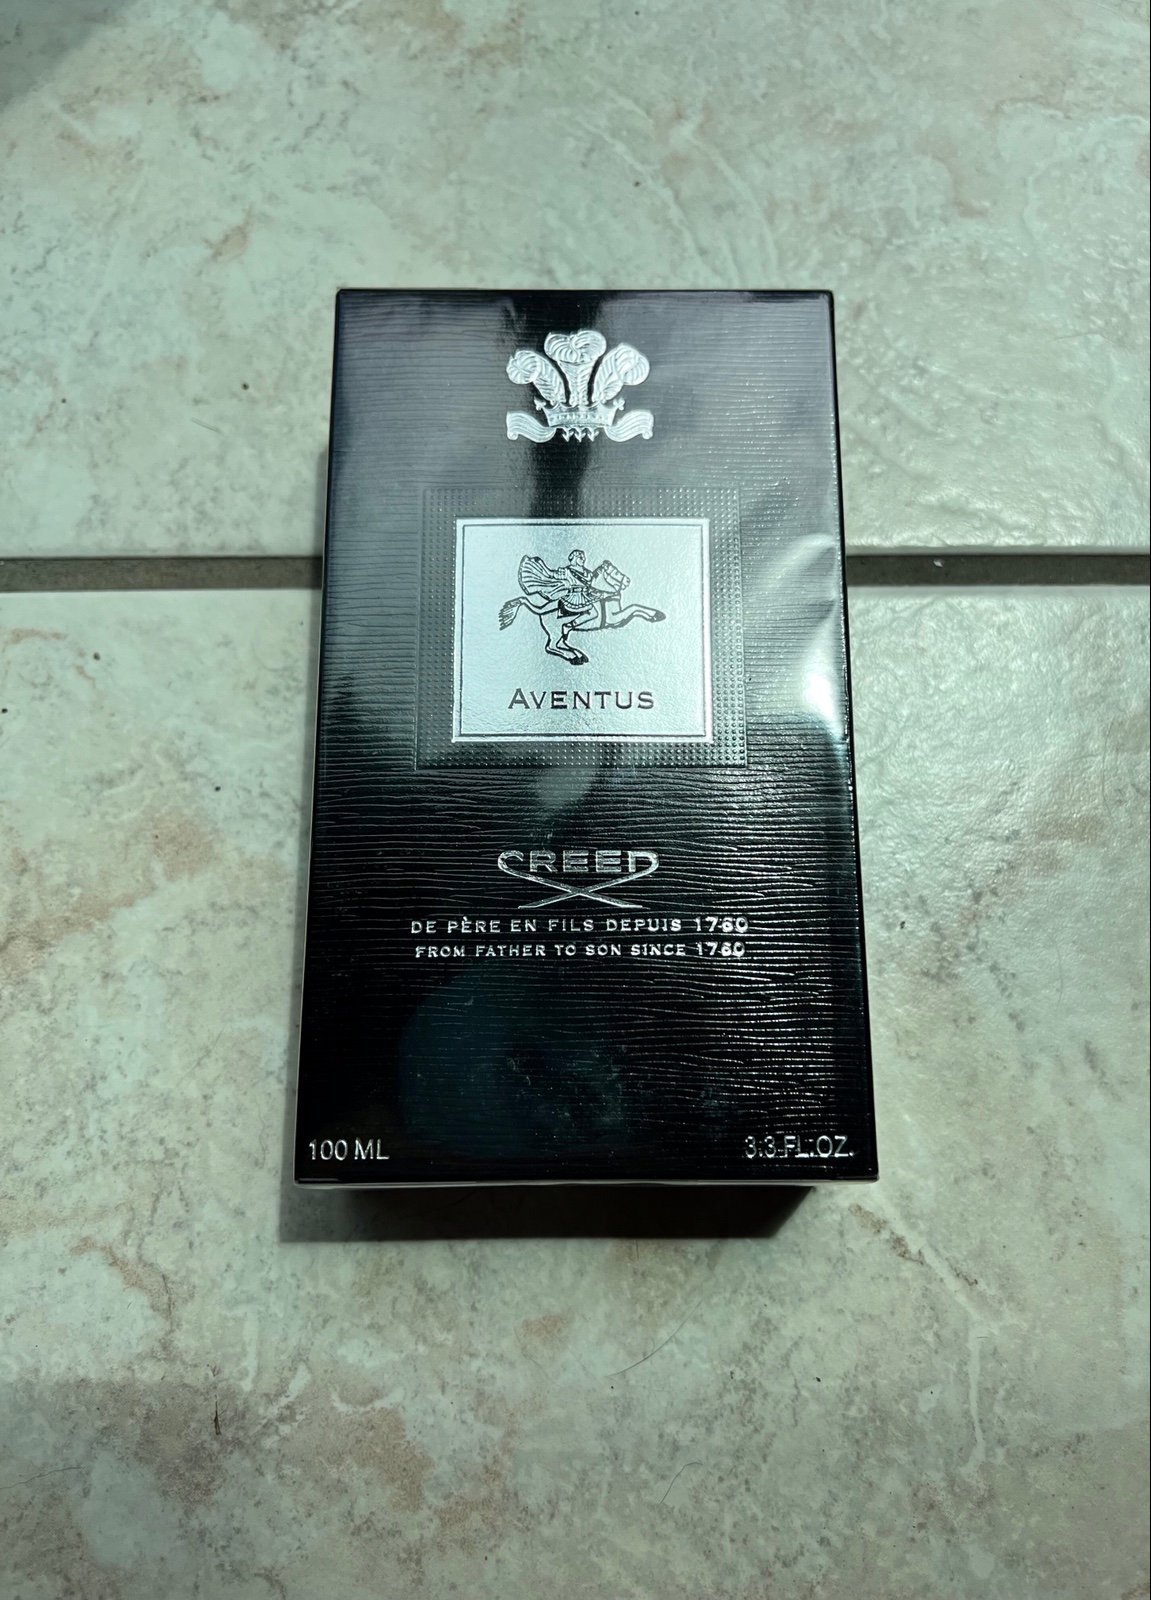 AVENTUS
CREED
DE PÈRE EN FILS DEPUIS 1760
FROM FATHER TO SON SINCE 1760
100 ML
3.3 FL.OZ.